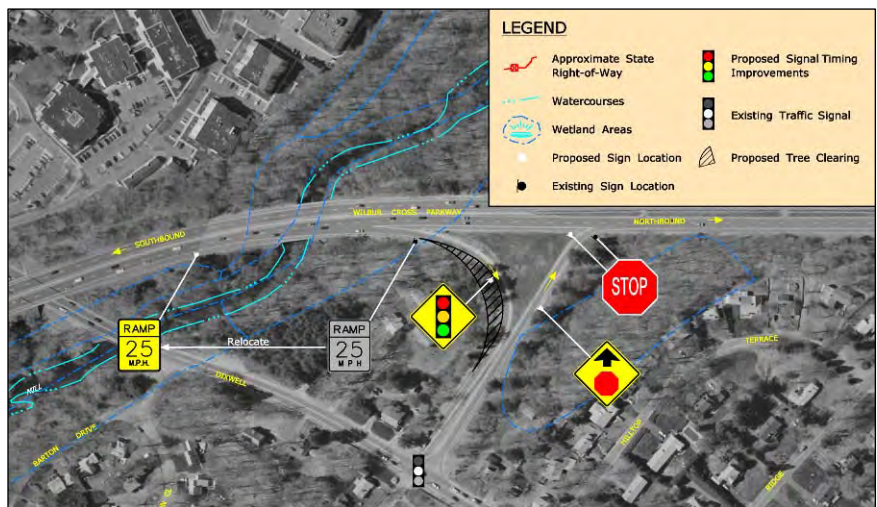 LEGEND
Approximate State
Right-of-Way
Watercourses
Wetland Areas
Proposed Sign Location
Existing Sign Location
Proposed Signal Timing
Improvements
Existing Traffic Signal
Proposed Tree Clearing
WILBUR CROSS PARKWAY
NORTHBOUND
SOUTHBOUND
STOP
RAMP
25
M.P.H.
Relocate
RAMP
25
M P H
TERRACE
MILL
DIXWELL
BARTON DRIVE
HILLTOP
RIDGE